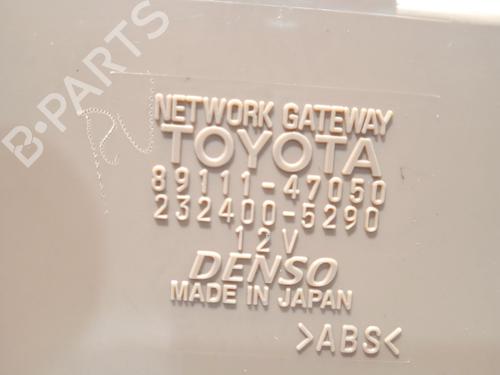 B-PARTS
NETWORK GATEWAY
TOYOTA
89111-47050
232400-5290
12V
DENSO
MADE IN JAPAN
>ABS<